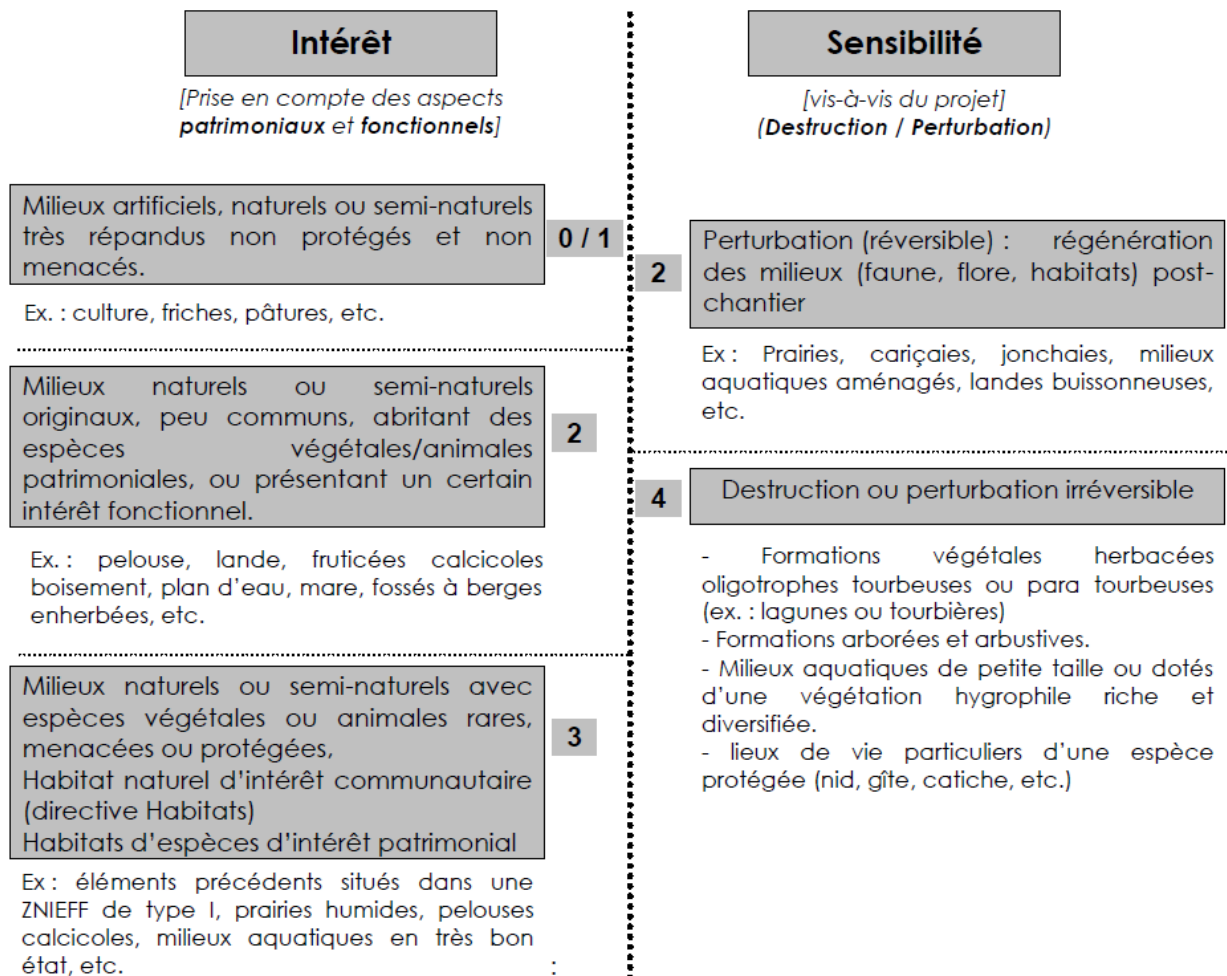 Intérêt
[Prise en compte des aspects
patrimoniaux et fonctionnels]
Milieux artificiels, naturels ou semi-naturels
très répandus non protégés et non
menacés.
0 / 1
Ex. : culture, friches, pâtures, etc.
Milieux naturels ou semi-naturels
originaux, peu communs, abritant des
espèces végétales/animales
patrimoniales, ou présentant un certain
intérêt fonctionnel.
2
Ex. : pelouse, lande, fruticées calcicoles
boisement, plan d'eau, mare, fossés à berges
enherbées, etc.
Milieux naturels ou semi-naturels avec
espèces végétales ou animales rares,
menacées ou protégées,
Habitat naturel d'intérêt communautaire
(directive Habitats)
Habitats d'espèces d'intérêt patrimonial
3
Ex : éléments précédents situés dans une
ZNIEFF de type I, prairies humides, pelouses
calcicoles, milieux aquatiques en très bon
état, etc. :
Sensibilité
[vis-à-vis du projet]
(Destruction / Perturbation)
2
Perturbation (réversible) : régénération
des milieux (faune, flore, habitats) post-
chantier
Ex : Prairies, cariçaies, jonchaies, milieux
aquatiques aménagés, landes buissonneuses,
etc.
4
Destruction ou perturbation irréversible
- Formations végétales herbacées
oligotrophes tourbeuses ou para tourbeuses
(ex. : lagunes ou tourbières)
- Formations arborées et arbustives.
- Milieux aquatiques de petite taille ou dotés
d'une végétation hygrophile riche et
diversifiée.
- lieux de vie particuliers d'une espèce
protégée (nid, gîte, catiche, etc.)